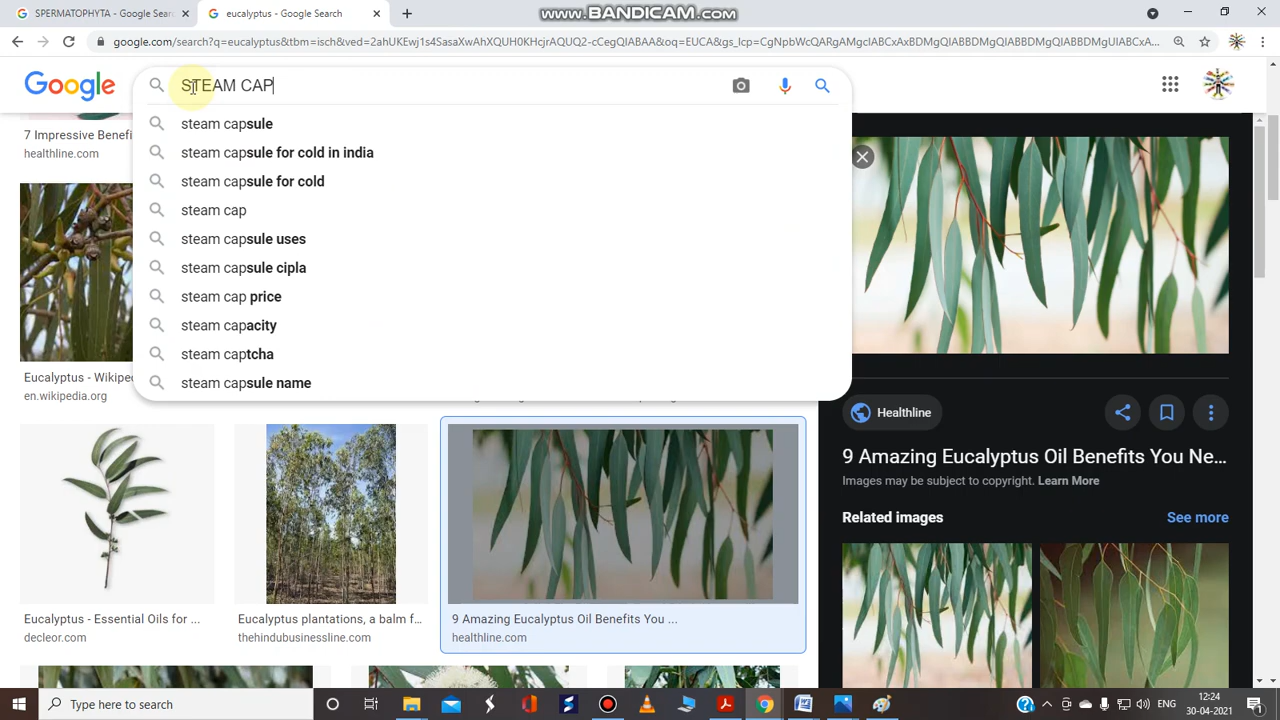 www.BANDICAM.com
SPERMATOPHYTA - Google Searc
eucalyptus - Google Search
google.com/search?q=eucalyptus&tbm=isch&ved=2ahUKEwj1s4SasaXwAhXQUH0KHcjrAQUQ2-cCegQIABAA&oq=EUCA&gs_lcp=CgNpbWcQARgAMgcIABCxAxBDMgQIABBDMgQIABBDMgQIABBDMgcIABCxA...
Google
STEAM CAP
steam capsule
steam capsule for cold in india
steam capsule for cold
steam cap
steam capsule uses
steam capsule cipla
steam cap price
steam capacity
steam captcha
steam capsule name
7 Impressive Benefi
healthline.com
Eucalyptus - Wikipe
en.wikipedia.org
Healthline
9 Amazing Eucalyptus Oil Benefits You Ne...
Images may be subject to copyright. Learn More
Related images
See more
Eucalyptus - Essential Oils for ...
decleor.com
Eucalyptus plantations, a balm f...
thehindubusinessline.com
9 Amazing Eucalyptus Oil Benefits You ...
healthline.com
Type here to search
ENG
12:24
30-04-2021